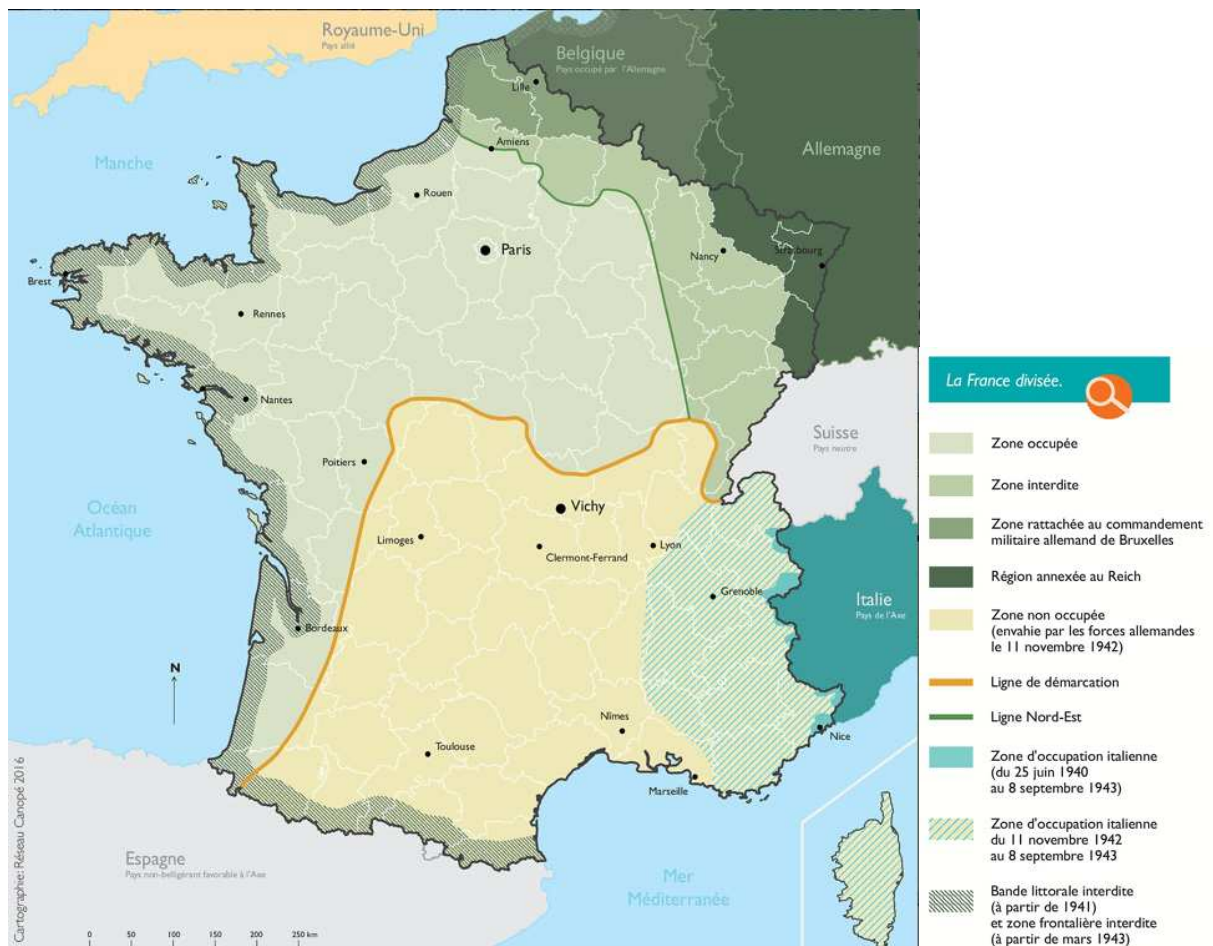 Royaume-Uni
Pays allié
Belgique
Pays occupé par l'Allemagne
Lille
Manche
Amiens
Allemagne
Rouen
Paris
Nancy
Strasbourg
Brest
Rennes
Nantes
Suisse
Pays neutre
Poitiers
Océan
Atlantique
Vichy
Limoges
Clermont-Ferrand
Lyon
Grenoble
Italie
Pays de l'Axe
Bordeaux
N
Nîmes
Nice
Toulouse
Marseille
Espagne
Pays non-belligérant favorable à l'Axe
Mer
Méditerranée
0 50 100 150 200 250 km
Cartographie: Réseau Canopé 2016
La France divisée.
Zone occupée
Zone interdite
Zone rattachée au commandement
militaire allemand de Bruxelles
Région annexée au Reich
Zone non occupée
(envahie par les forces allemandes
le 11 novembre 1942)
Ligne de démarcation
Ligne Nord-Est
Zone d'occupation italienne
(du 25 juin 1940
au 8 septembre 1943)
Zone d'occupation italienne
du 11 novembre 1942
au 8 septembre 1943
Bande littorale interdite
(à partir de 1941)
et zone frontalière interdite
(à partir de mars 1943)